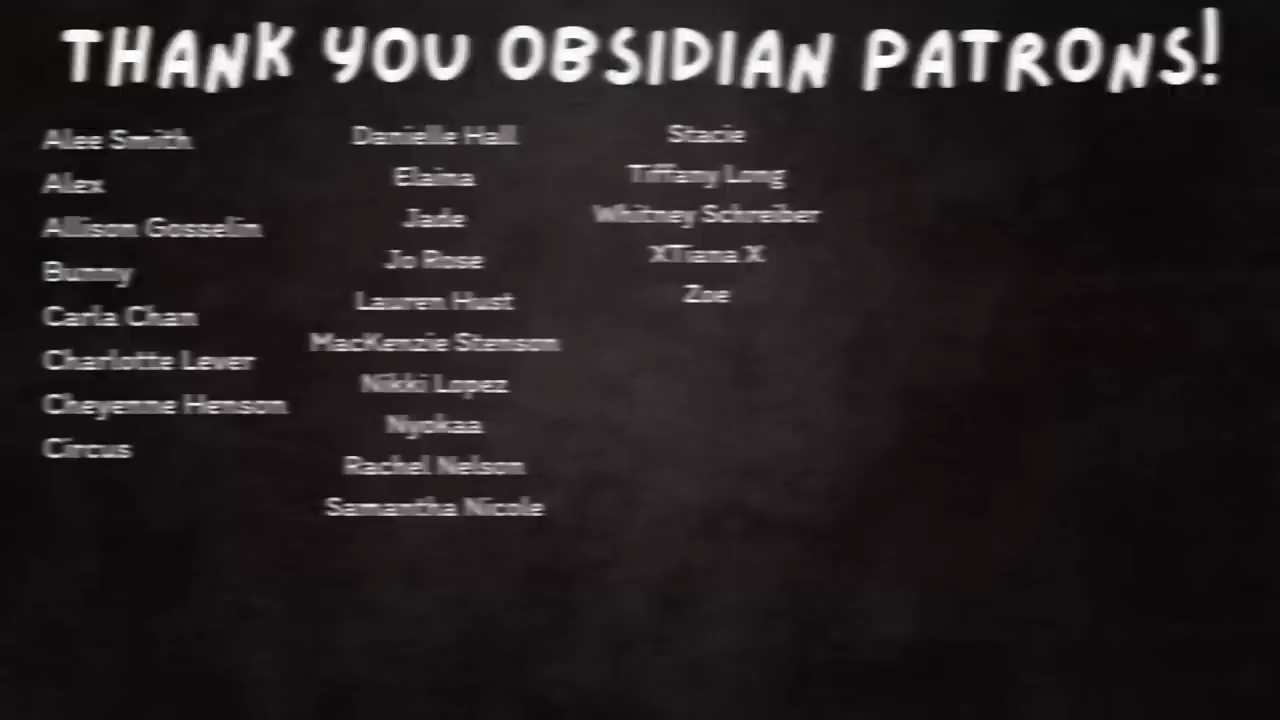 THANK YOU OBSIDIAN PATRONS!
Alee Smith
Alex
Allison Gosselin
Bunny
Carla Chan
Charlotte Lever
Cheyenne Henson
Circus
Danielle Hall
Elaina
Jade
Jo Rose
Lauren Hust
MacKenzie Stenson
Nikki Lopez
Nyokaa
Rachel Nelson
Samantha Nicole
Stacie
Tiffany Long
Whitney Schreiber
XTiana X
Zoe